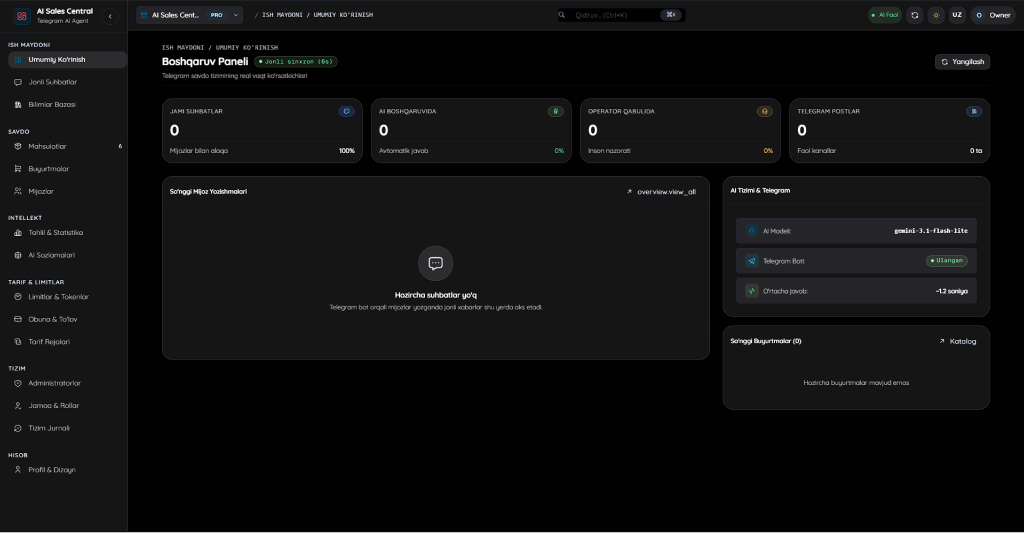 AI Sales Central
Telegram AI Agent
AI Sales Cent... PRO
/ ISH MAYDONI / UMUMIY KO'RINISH
Qidiruv... (Ctrl+K)
AI Faol
UZ
O Owner
ISH MAYDONI
Umumiy Ko'rinish
Jonli Suhbatlar
Bilimlar Bazasi
SAVDO
Mahsulotlar 6
Buyurtmalar
Mijozlar
INTELLEKT
Tahlil & Statistika
AI Sozlamalari
TARIF & LIMITLAR
Limitlar & Tokenlar
Obuna & To'lov
Tarif Rejalari
TIZIM
Administratorlar
Jamoa & Rollar
Tizim Jurnali
HISOB
Profil & Dizayn
ISH MAYDONI / UMUMIY KO'RINISH
Boshqaruv Paneli Jonli sinxron (6s)
Telegram savdo tizimining real vaqt ko'rsatkichlari
Yangilash
JAMI SUHBATLAR
0
Mijozlar bilan aloqa 100%
AI BOSHQARUVIDA
0
Avtomatik javob 0%
OPERATOR QABULIDA
0
Inson nazorati 0%
TELEGRAM POSTLAR
0
Faol kanallar 0 ta
So'nggi Mijoz Yozishmalari
overview.view_all
Hozircha suhbatlar yo'q
Telegram bot orqali mijozlar yozganda jonli xabarlar shu yerda aks etadi.
AI Tizimi & Telegram
AI Modeli: gemini-3.1-flash-lite
Telegram Bot: Ulangan
O'rtacha javob: ~1.2 soniya
So'nggi Buyurtmalar (0)
Katalog
Hozircha buyurtmalar mavjud emas